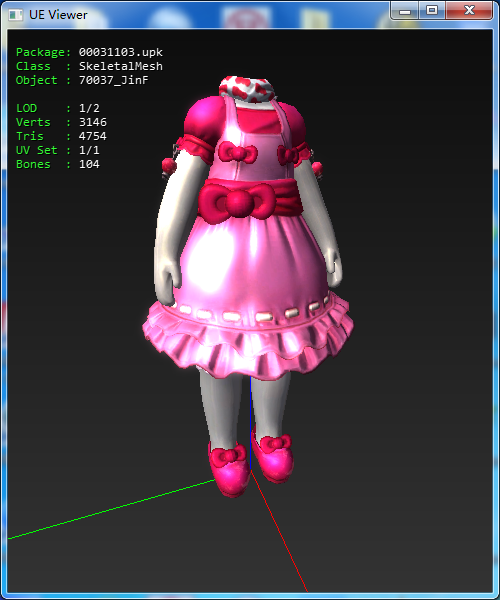 UE Viewer
Package: 00031103.upk
Class : SkeletalMesh
Object : 70037_JinF
LOD : 1/2
Verts : 3146
Tris : 4754
UV Set : 1/1
Bones : 104